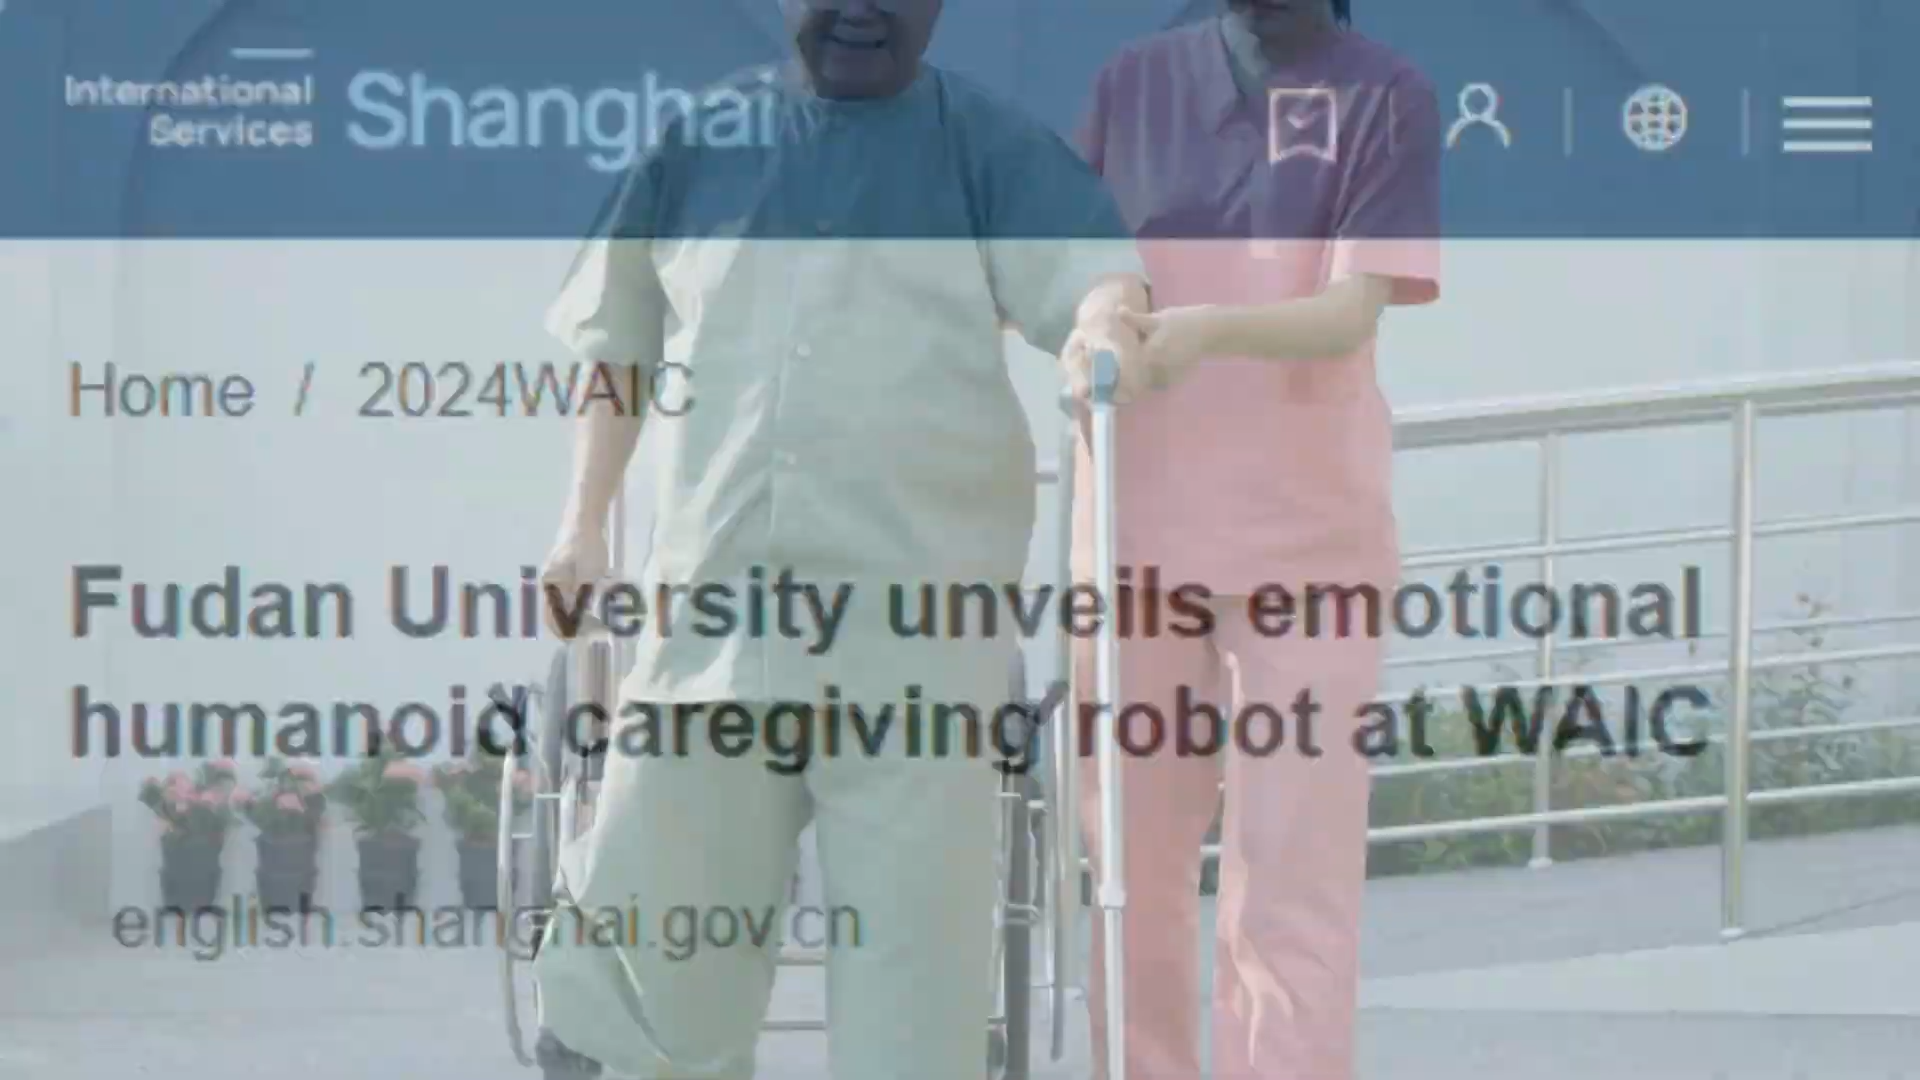 International
Services
Shanghai
Home / 2024WAIC
Fudan University unveils emotional
humanoid caregiving robot at WAIC
english.shanghai.gov.cn